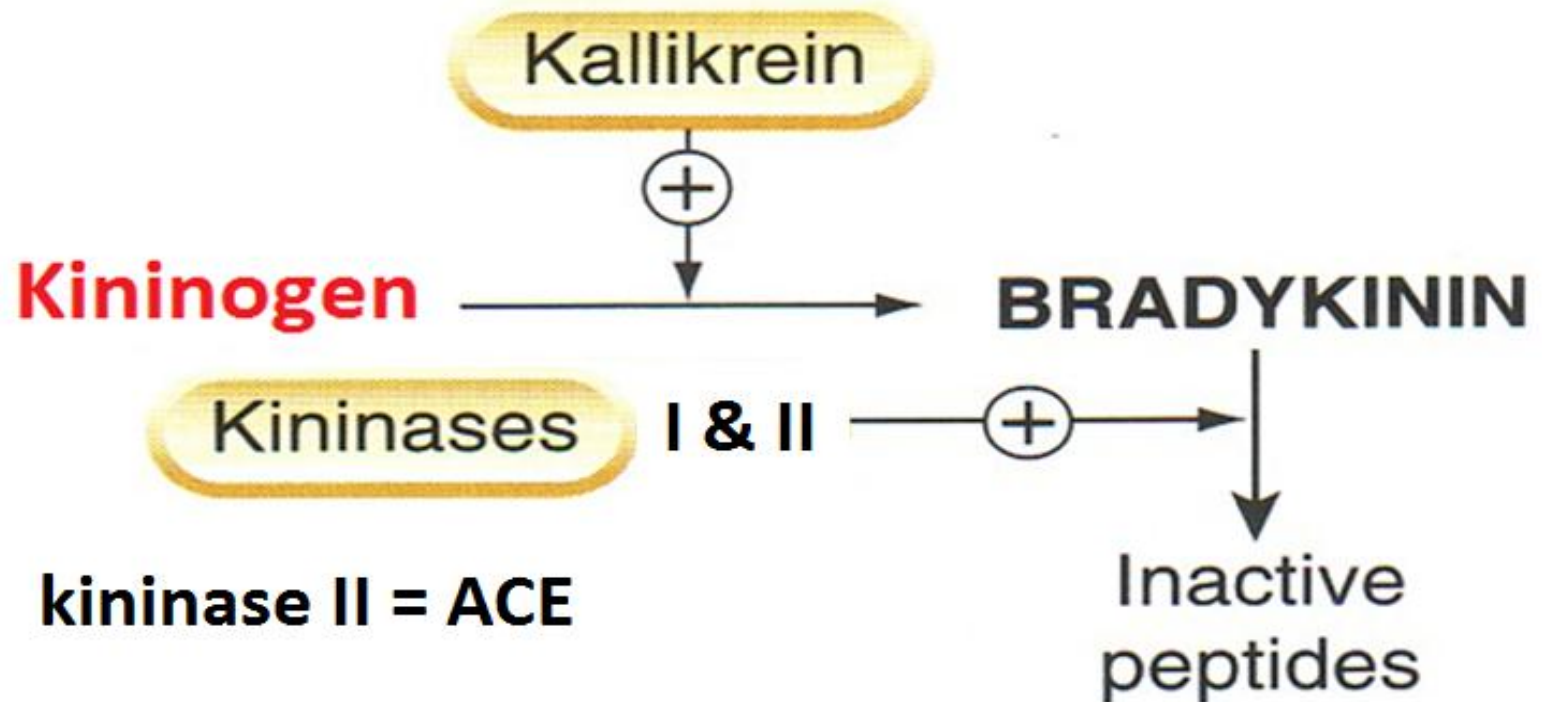 Kallikrein
+
Kininogen
BRADYKININ
Kininases I & II
+
kininase II = ACE
Inactive
peptides